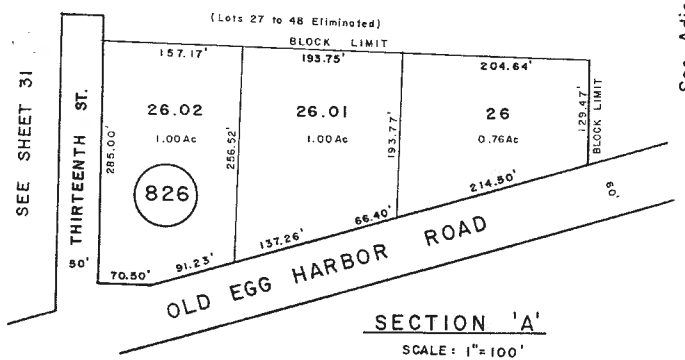 (Lots 27 to 48 Eliminated)
BLOCK LIMIT
157.17'
193.75'
204.64'
SEE SHEET 31
THIRTEENTH ST.
50'
285.00'
26.02
1.00Ac
826
256.52'
26.01
1.00Ac
193.77'
26
0.76Ac
129.47'
BLOCK LIMIT
70.50'
91.23'
137.26'
66.40'
214.50'
60'
OLD EGG HARBOR ROAD
SECTION 'A'
SCALE: 1"=100'
See